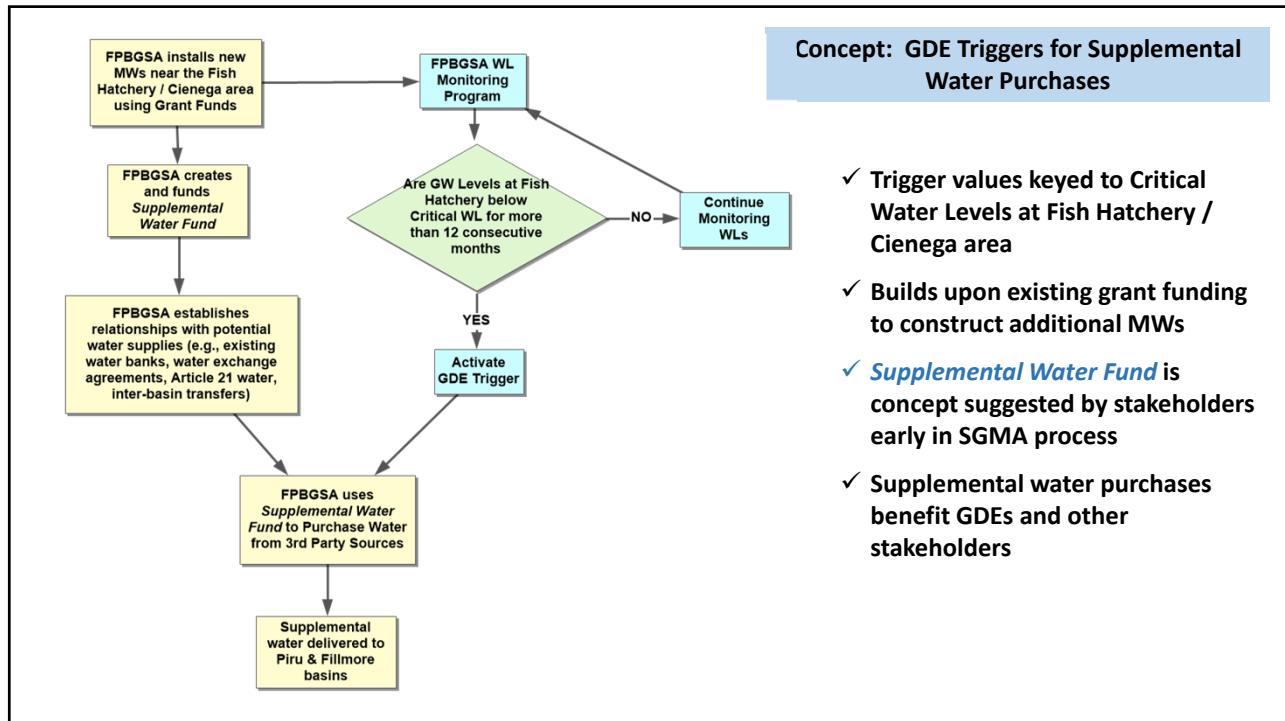 FPBGSA installs new
MWs near the Fish
Hatchery / Cienega area
using Grant Funds
FPBGSA creates
and funds
Supplemental
Water Fund
FPBGSA establishes
relationships with potential
water supplies (e.g., existing
water banks, water exchange
agreements, Article 21 water,
inter-basin transfers)
FPBGSA WL
Monitoring
Program
Are GW Levels at Fish
Hatchery below
Critical WL for more
than 12 consecutive
months
NO
Continue
Monitoring
WLs
YES
Activate
GDE Trigger
FPBGSA uses
Supplemental Water
Fund to Purchase Water
from 3rd Party Sources
Supplemental
water delivered to
Piru & Fillmore
basins
Concept: GDE Triggers for Supplemental
Water Purchases
✓ Trigger values keyed to Critical
Water Levels at Fish Hatchery /
Cienega area
✓ Builds upon existing grant funding
to construct additional MWs
✓ Supplemental Water Fund is
concept suggested by stakeholders
early in SGMA process
✓ Supplemental water purchases
benefit GDEs and other
stakeholders